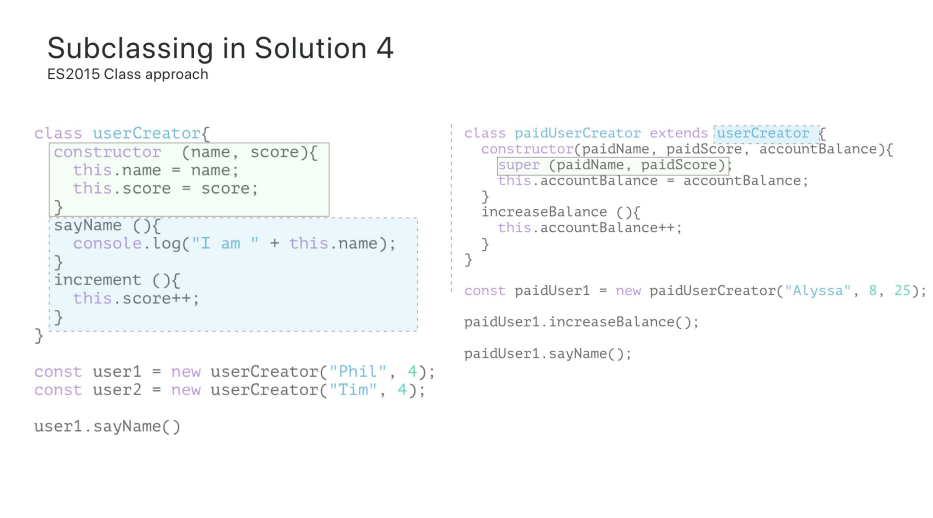 Subclassing in Solution 4
ES2015 Class approach
class userCreator{
constructor  (name, score){
this.name = name;
this.score = score;
}
sayName (){
console.log("I am " + this.name);
}
increment (){
this.score++;
}
}
const user1 = new userCreator("Phil", 4);
const user2 = new userCreator("Tim", 4);
user1.sayName()
class paidUserCreator extends userCreator {
constructor(paidName, paidScore, accountBalance){
super (paidName, paidScore);
this.accountBalance = accountBalance;
}
increaseBalance (){
this.accountBalance++;
}
}
const paidUser1 = new paidUserCreator("Alyssa", 8, 25);
paidUser1.increaseBalance();
paidUser1.sayName();